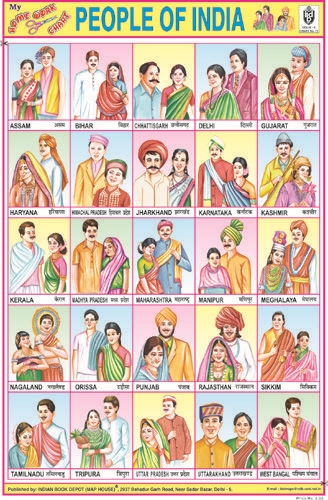 My
HOME WORK
CHART
PEOPLE OF INDIA
ASSAM असम
BIHAR बिहार
CHHATTISGARH छत्तीसगढ़
DELHI दिल्ली
GUJARAT गुजरात
HARYANA हरियाणा
HIMACHAL PRADESH हिमाचल प्रदेश
JHARKHAND झारखंड
KARNATAKA कर्नाटक
KASHMIR कश्मीर
KERALA केरल
MADHYA PRADESH मध्य प्रदेश
MAHARASHTRA महाराष्ट्र
MANIPUR मणिपुर
MEGHALAYA मेघालय
NAGALAND नागालैण्ड
ORISSA उड़ीसा
PUNJAB पंजाब
RAJASTHAN राजस्थान
SIKKIM सिक्किम
TAMILNADU तमिलनाडु
TRIPURA त्रिपुरा
UTTAR PRADESH उत्तर प्रदेश
UTTARAKHAND उत्तराखण्ड
WEST BANGAL पश्चिम बंगाल
Published by: INDIAN BOOK DEPOT (MAP HOUSE)®, 2937 Bahadur Garh Road, Near Sadar Bazar, Delhi - 6.